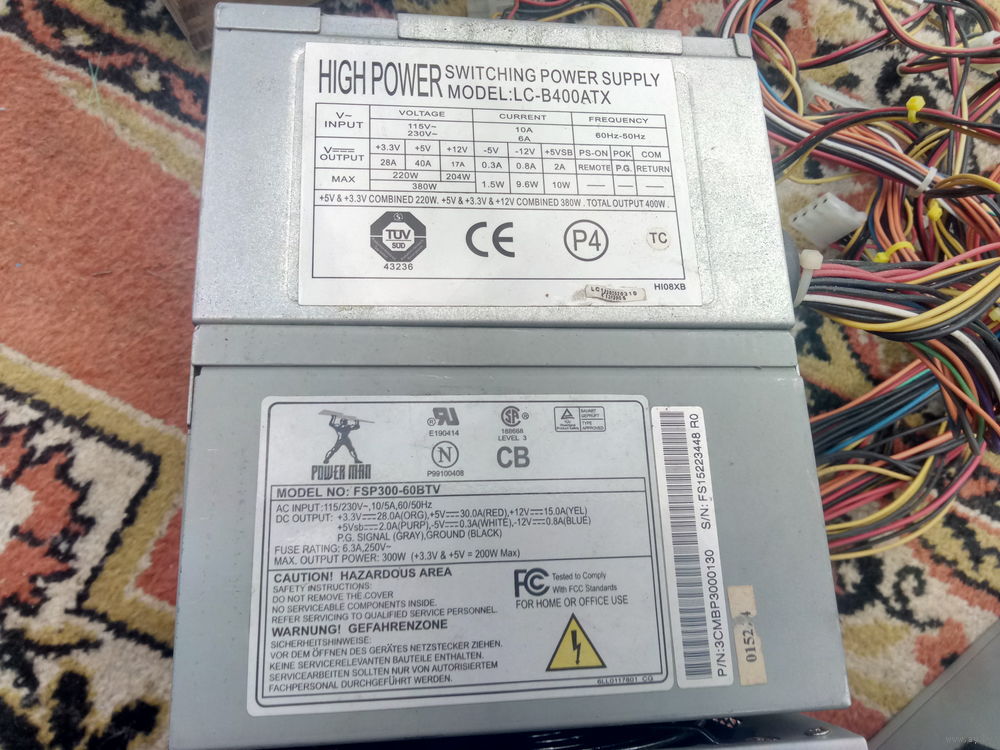 HIGH POWER SWITCHING POWER SUPPLY
MODEL:LC-B400ATX
V~ INPUT VOLTAGE CURRENT FREQUENCY
115V~ 230V~ 10A 6A 60Hz-50Hz
V OUTPUT +3.3V +5V +12V -5V -12V +5VSB PS-ON POK COM
28A 40A 17A 0.3A 0.8A 2A REMOTE P.G. RETURN
MAX 220W 204W 1.5W 9.6W 10W — — —
380W
+5V & +3.3V COMBINED 220W, +5V & +3.3V & +12V COMBINED 380W . TOTAL OUTPUT 400W .
TÜV
SÜD
43236
CE
P4
TC
HI08XB
POWER MAN
E190414
188668
LEVEL 3
N
P99100408
CB
BAUART
GEPRÜFT
TYPE
APPROVED
MODEL NO: FSP300-60BTV
AC INPUT:115/230V~,10/5A,60/50Hz
DC OUTPUT: +3.3V 28.0A(ORG),+5V 30.0A(RED),+12V 15.0A(YEL)
+5Vsb 2.0A(PURP),-5V 0.3A(WHITE),-12V 0.8A(BLUE)
P.G. SIGNAL (GRAY),GROUND (BLACK)
FUSE RATING: 6.3A,250V~
MAX. OUTPUT POWER: 300W (+3.3V & +5V = 200W Max)
CAUTION! HAZARDOUS AREA
SAFETY INSTRUCTIONS:
DO NOT REMOVE THE COVER
NO SERVICEABLE COMPONENTS INSIDE.
REFER SERVICING TO QUALIFIED SERVICE PERSONNEL.
WARNUNG! GEFAHRENZONE
SICHERHEITSHINWEISE:
VOR DEM ÖFFNEN DES GERÄTES NETZSTECKER ZIEHEN.
KEINE SERVICERELEVANTEN BAUTEILE ENTHALTEN.
SERVICEARBEITEN SOLLTEN NUR VON AUTORISIERTEM
FACHPERSONAL DURCHGEFÜHRT WERDEN.
FC Tested to Comply
With FCC Standards
FOR HOME OR OFFICE USE
6LL0117801 CG
P/N:3CMBP3000130 S/N: FS15223448 R0